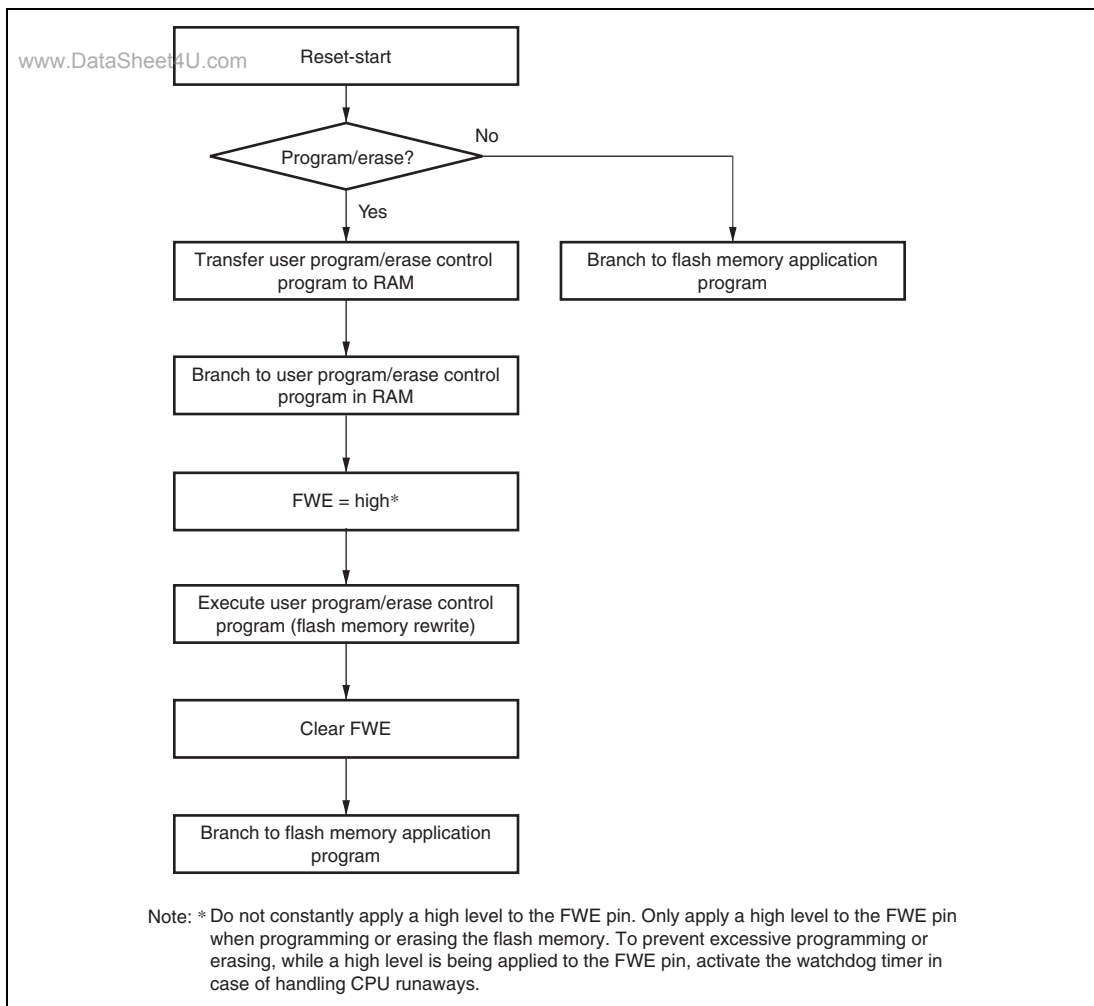 www.DataSheet4U.com
Reset-start
Program/erase?
No
Yes
Transfer user program/erase control
program to RAM
Branch to flash memory application
program
Branch to user program/erase control
program in RAM
FWE = high*
Execute user program/erase control
program (flash memory rewrite)
Clear FWE
Branch to flash memory application
program
Note: * Do not constantly apply a high level to the FWE pin. Only apply a high level to the FWE pin
when programming or erasing the flash memory. To prevent excessive programming or
erasing, while a high level is being applied to the FWE pin, activate the watchdog timer in
case of handling CPU runaways.